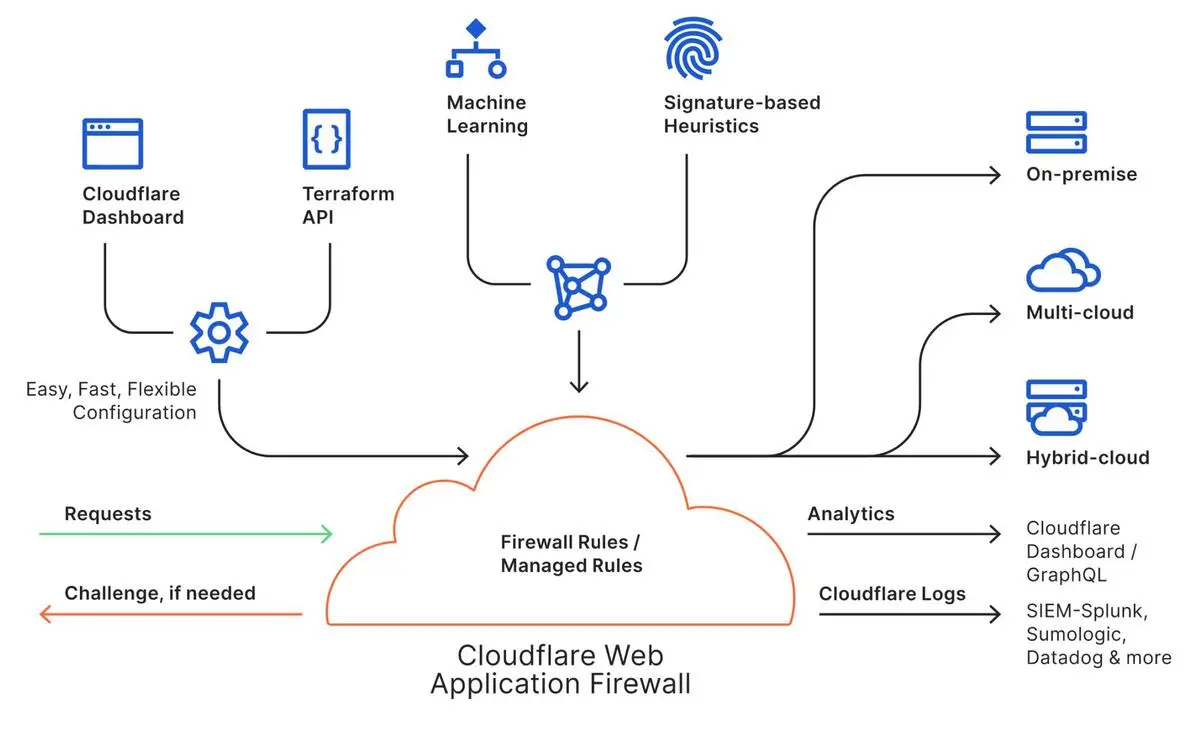 Machine
Learning
Signature-based
Heuristics
Cloudflare
Dashboard
Terraform
API
{ }
On-premise
Multi-cloud
Easy, Fast, Flexible
Configuration
Hybrid-cloud
Requests
Challenge, if needed
Firewall Rules /
Managed Rules
Analytics
Cloudflare
Dashboard /
GraphQL
Cloudflare Logs
SIEM-Splunk,
Sumologic,
Datadog & more
Cloudflare Web
Application Firewall